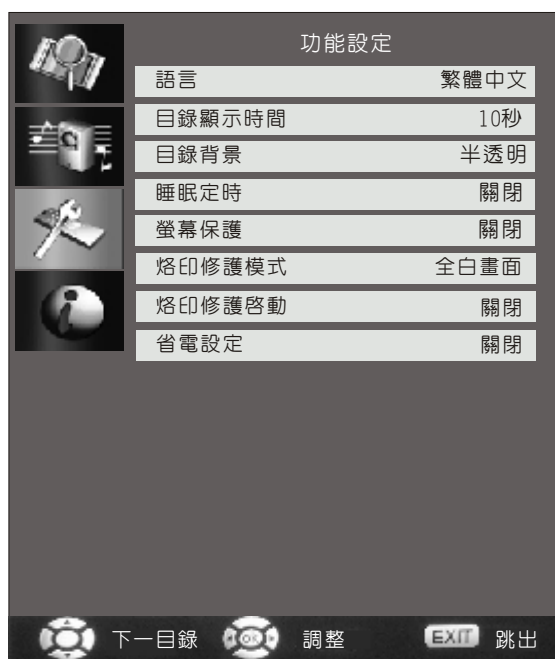 功能設定
語言 繁體中文
目錄顯示時間 10秒
目錄背景 半透明
睡眠定時 關閉
螢幕保護 關閉
烙印修護模式 全白畫面
烙印修護啓動 關閉
省電設定 關閉
下一目錄 OK 調整 EXIT 跳出